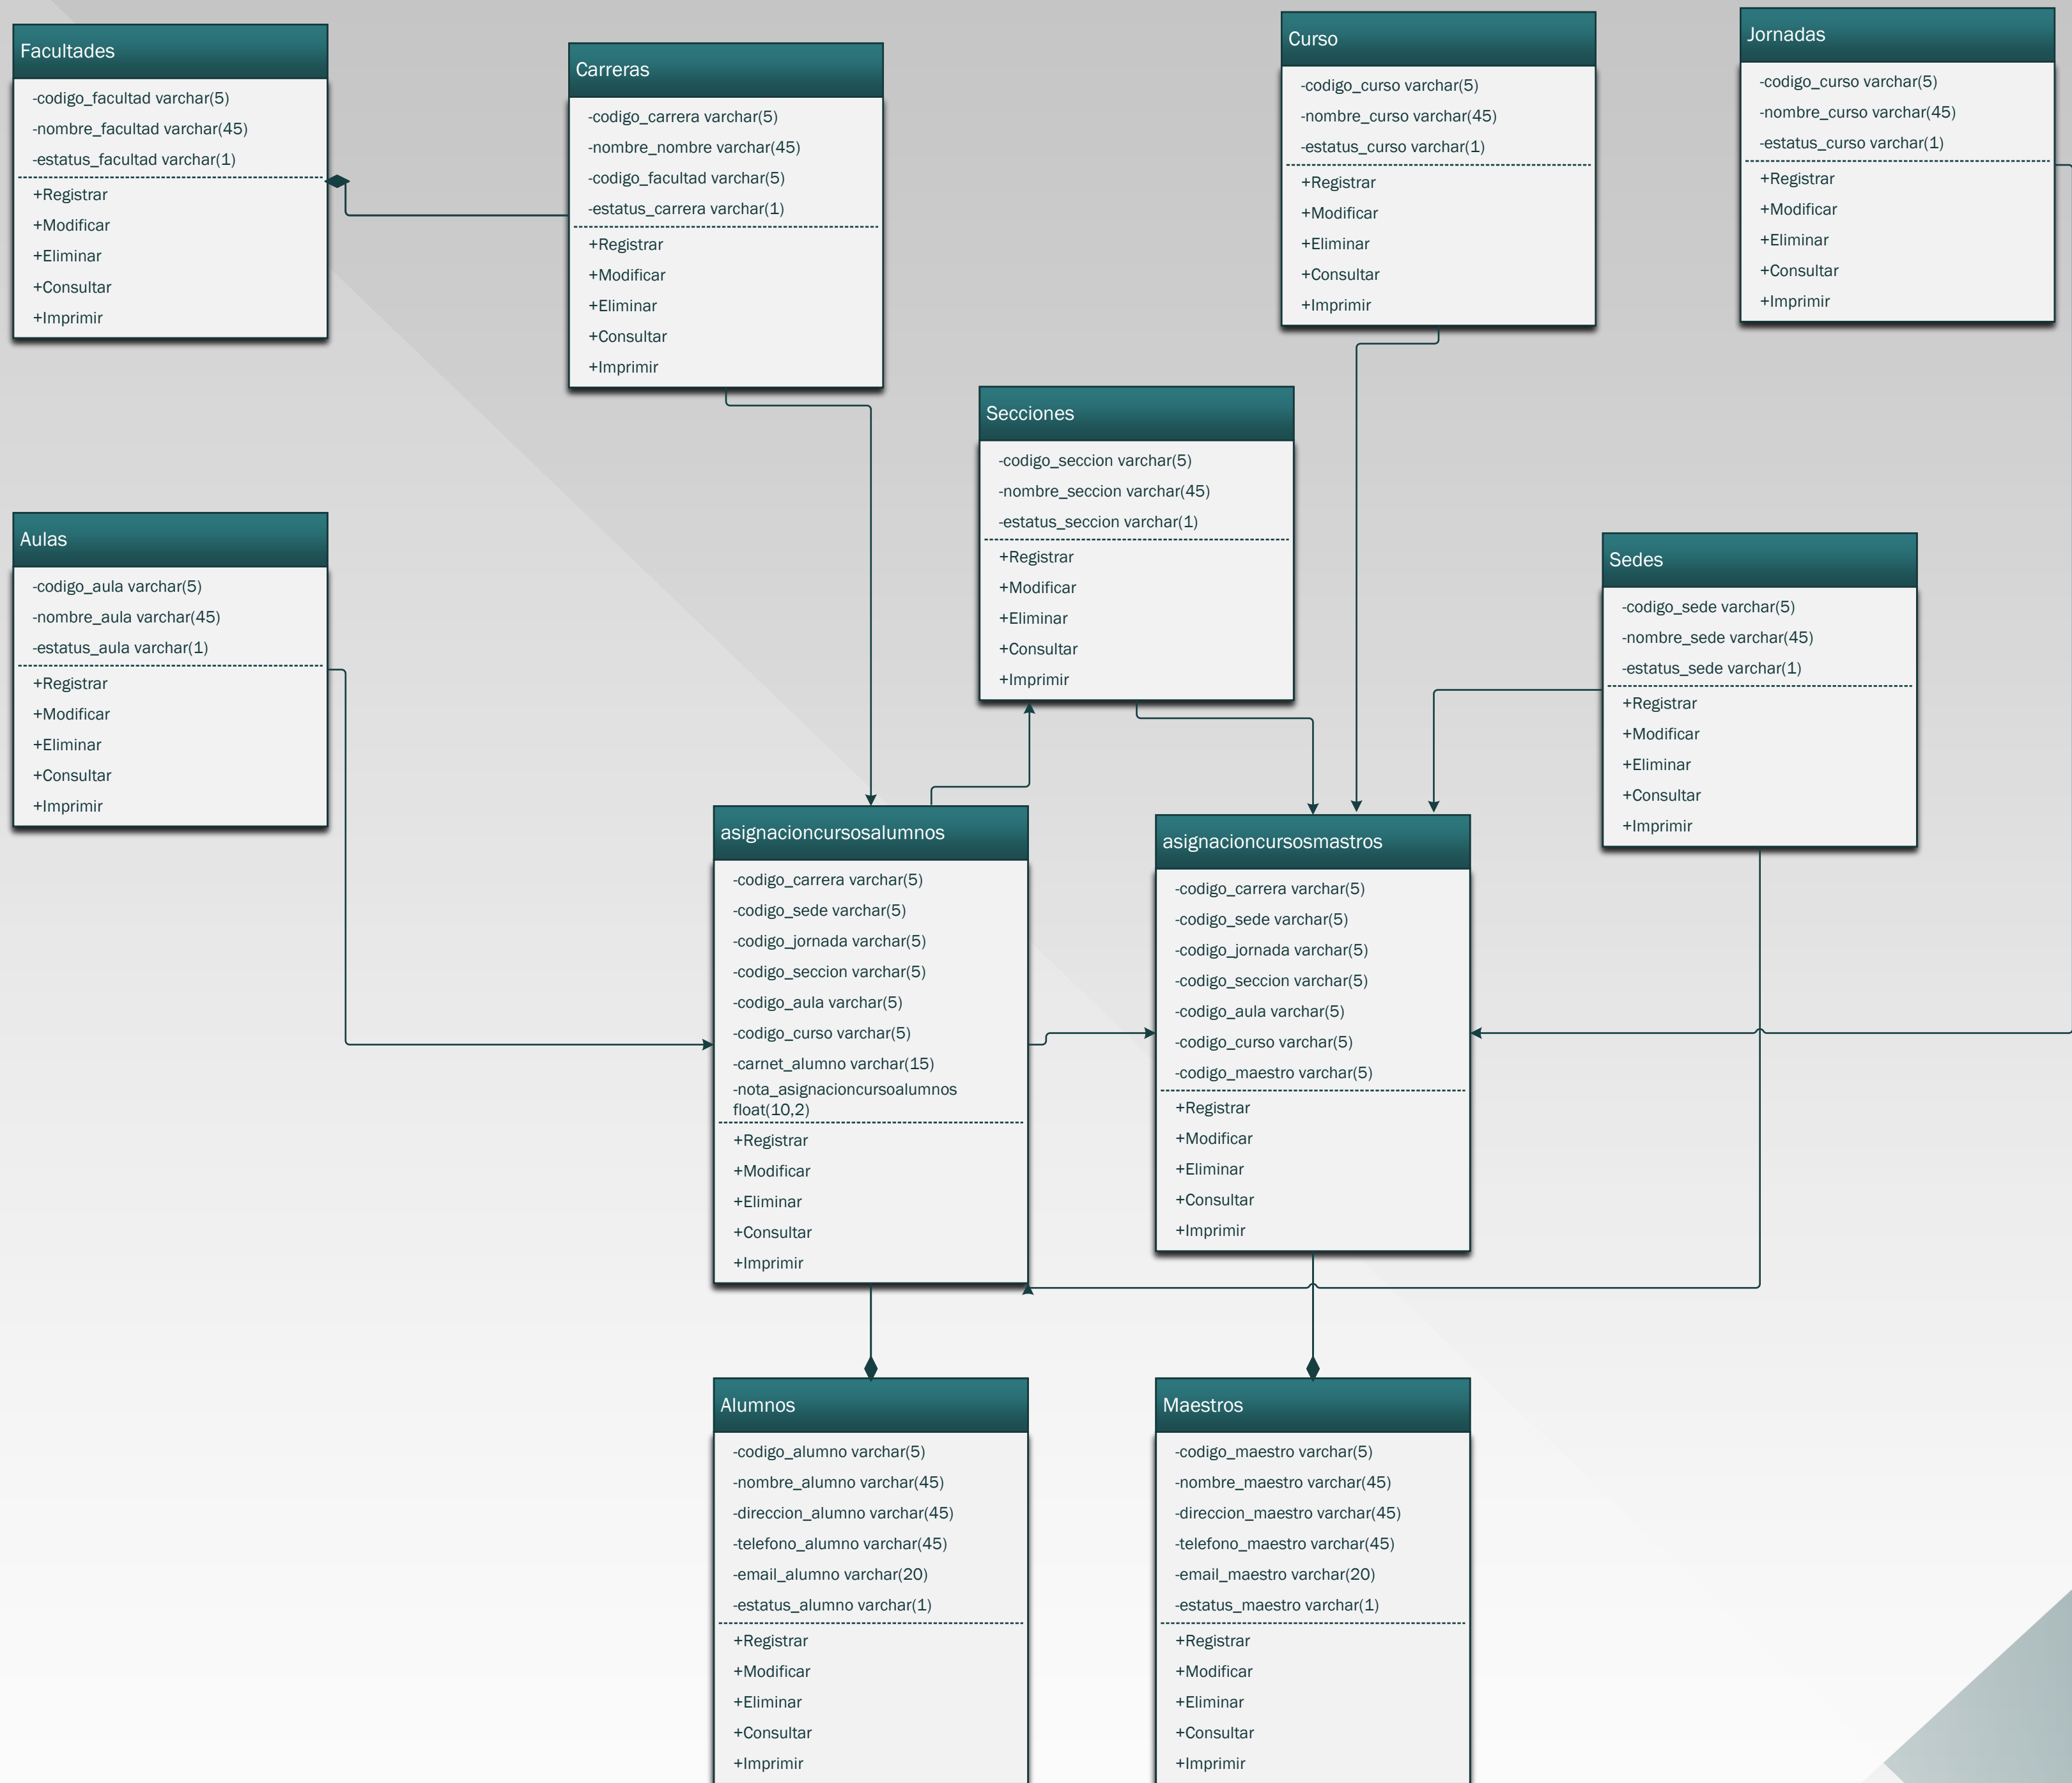 Facultades
-codigo_facultad varchar(5)
-nombre_facultad varchar(45)
-estatus_facultad varchar(1)
+Registrar
+Modificar
+Eliminar
+Consultar
+Imprimir
Carreras
-codigo_carrera varchar(5)
-nombre_nombre varchar(45)
-codigo_facultad varchar(5)
-estatus_carrera varchar(1)
+Registrar
+Modificar
+Eliminar
+Consultar
+Imprimir
Curso
-codigo_curso varchar(5)
-nombre_curso varchar(45)
-estatus_curso varchar(1)
+Registrar
+Modificar
+Eliminar
+Consultar
+Imprimir
Jornadas
-codigo_curso varchar(5)
-nombre_curso varchar(45)
-estatus_curso varchar(1)
+Registrar
+Modificar
+Eliminar
+Consultar
+Imprimir
Secciones
-codigo_seccion varchar(5)
-nombre_seccion varchar(45)
-estatus_seccion varchar(1)
+Registrar
+Modificar
+Eliminar
+Consultar
+Imprimir
Aulas
-codigo_aula varchar(5)
-nombre_aula varchar(45)
-estatus_aula varchar(1)
+Registrar
+Modificar
+Eliminar
+Consultar
+Imprimir
Sedes
-codigo_sede varchar(5)
-nombre_sede varchar(45)
-estatus_sede varchar(1)
+Registrar
+Modificar
+Eliminar
+Consultar
+Imprimir
asignacioncursosalumnos
-codigo_carrera varchar(5)
-codigo_sede varchar(5)
-codigo_jornada varchar(5)
-codigo_seccion varchar(5)
-codigo_aula varchar(5)
-codigo_curso varchar(5)
-carnet_alumno varchar(15)
-nota_asignacioncursoalumnos
float(10,2)
+Registrar
+Modificar
+Eliminar
+Consultar
+Imprimir
asignacioncursosmastros
-codigo_carrera varchar(5)
-codigo_sede varchar(5)
-codigo_jornada varchar(5)
-codigo_seccion varchar(5)
-codigo_aula varchar(5)
-codigo_curso varchar(5)
-codigo_maestro varchar(5)
+Registrar
+Modificar
+Eliminar
+Consultar
+Imprimir
Alumnos
-codigo_alumno varchar(5)
-nombre_alumno varchar(45)
-direccion_alumno varchar(45)
-telefono_alumno varchar(45)
-email_alumno varchar(20)
-estatus_alumno varchar(1)
+Registrar
+Modificar
+Eliminar
+Consultar
+Imprimir
Maestros
-codigo_maestro varchar(5)
-nombre_maestro varchar(45)
-direccion_maestro varchar(45)
-telefono_maestro varchar(45)
-email_maestro varchar(20)
-estatus_maestro varchar(1)
+Registrar
+Modificar
+Eliminar
+Consultar
+Imprimir